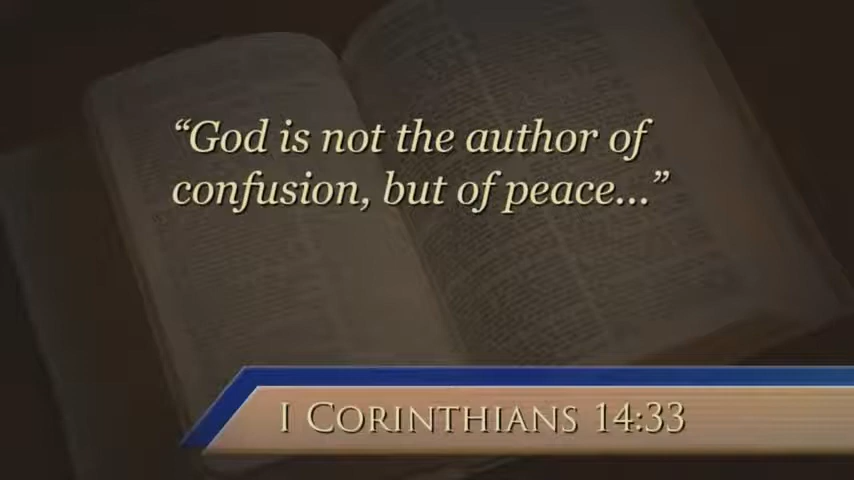 “God is not the author of
confusion, but of peace...”
I CORINTHIANS 14:33